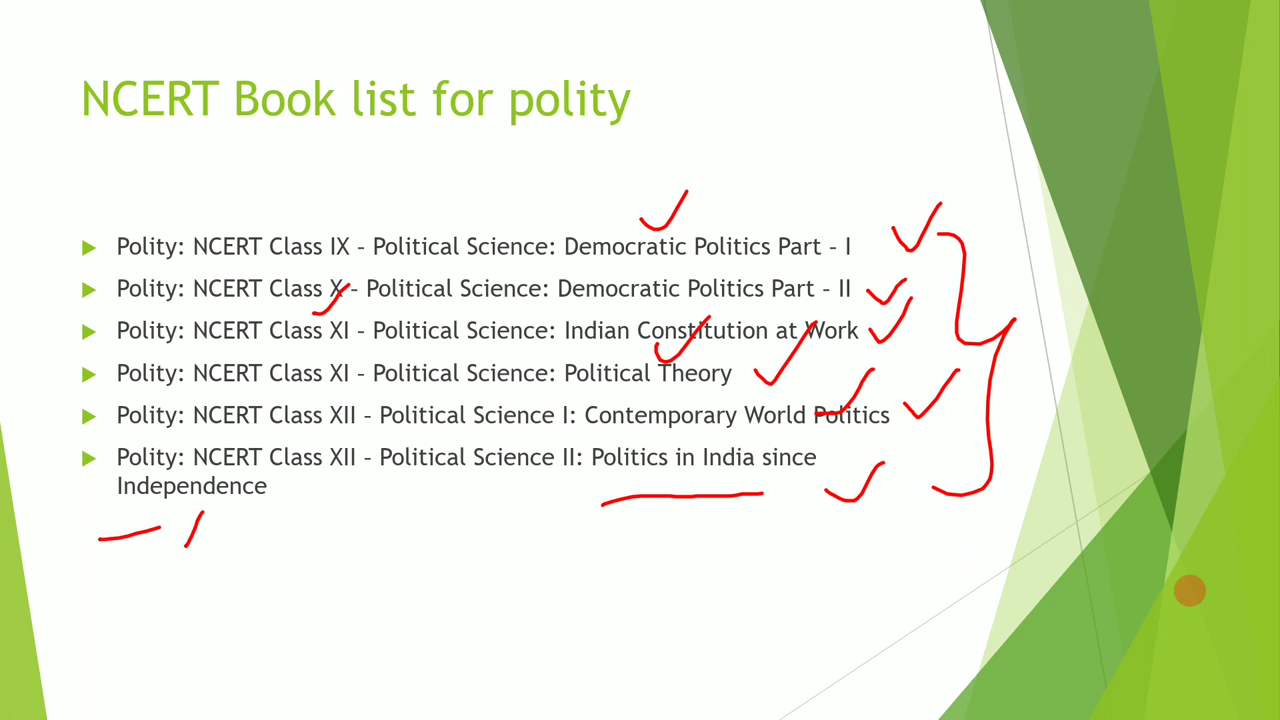 NCERT Book list for polity
Polity: NCERT Class IX – Political Science: Democratic Politics Part – I
Polity: NCERT Class X – Political Science: Democratic Politics Part – II
Polity: NCERT Class XI – Political Science: Indian Constitution at Work
Polity: NCERT Class XI – Political Science: Political Theory
Polity: NCERT Class XII – Political Science I: Contemporary World Politics
Polity: NCERT Class XII – Political Science II: Politics in India since
Independence